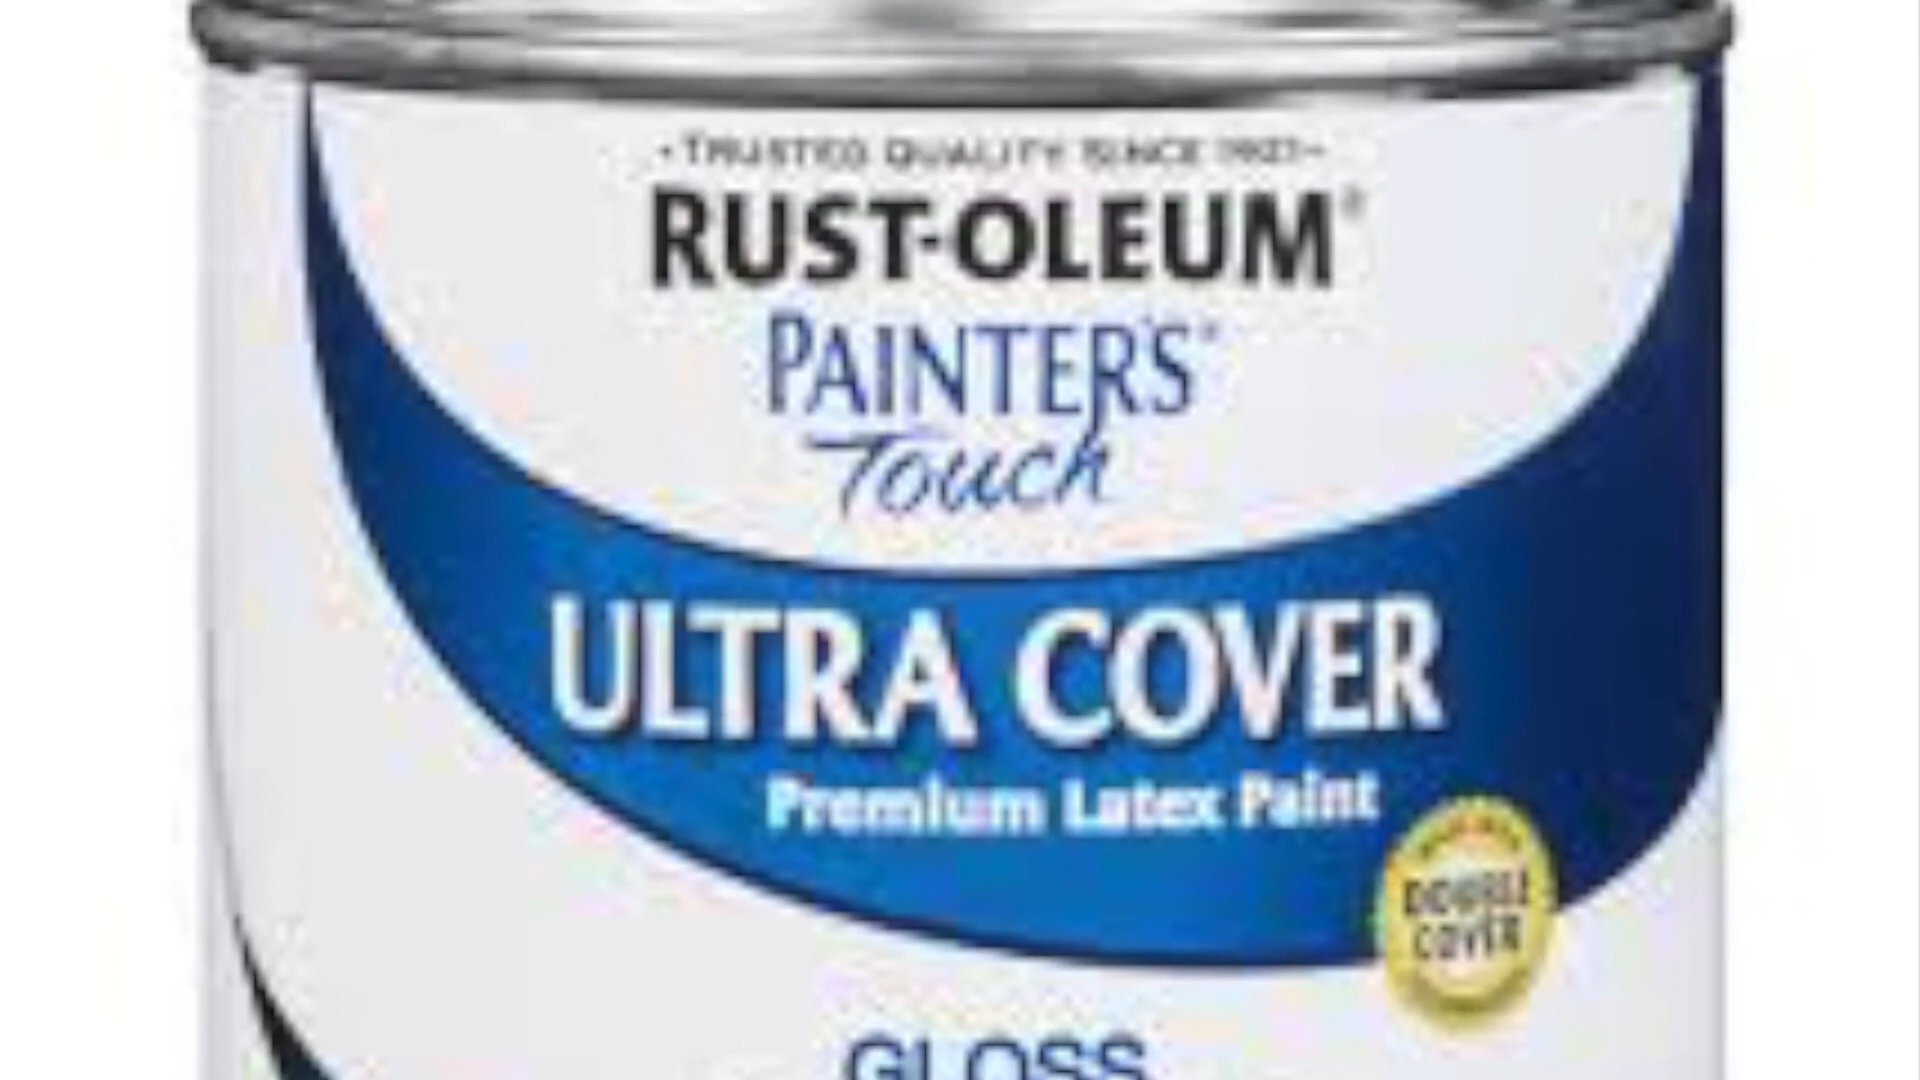 -TRUSTED QUALITY SINCE 1921-
RUST-OLEUM®
PAINTER'S®
Touch
ULTRA COVER
Premium Latex Paint
DOUBLE
COVER
GLOSS